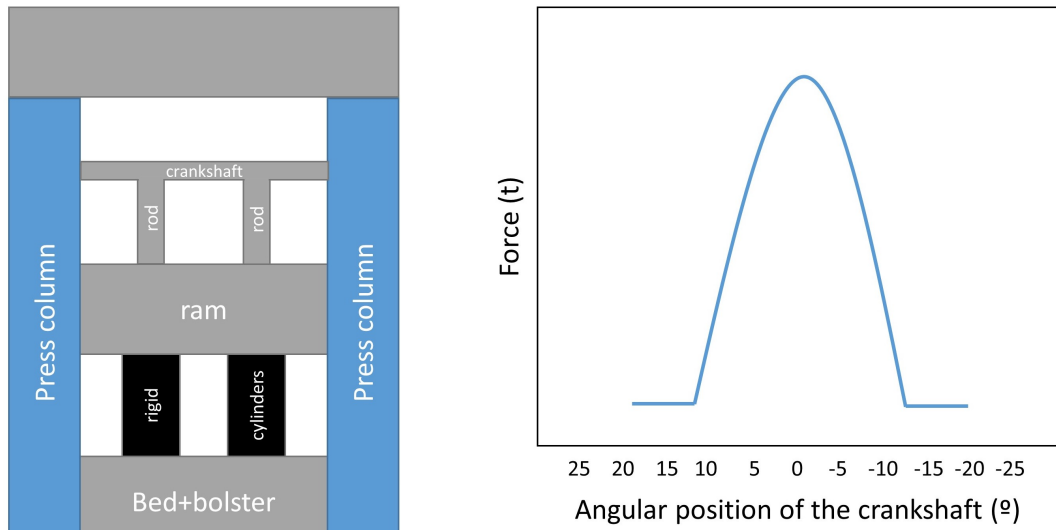 crankshaft
rod
rod
ram
Press column
Press column
rigid
cylinders
Bed+bolster
Force (t)
25 20 15 10 5 0 -5 -10 -15 -20 -25
Angular position of the crankshaft (º)